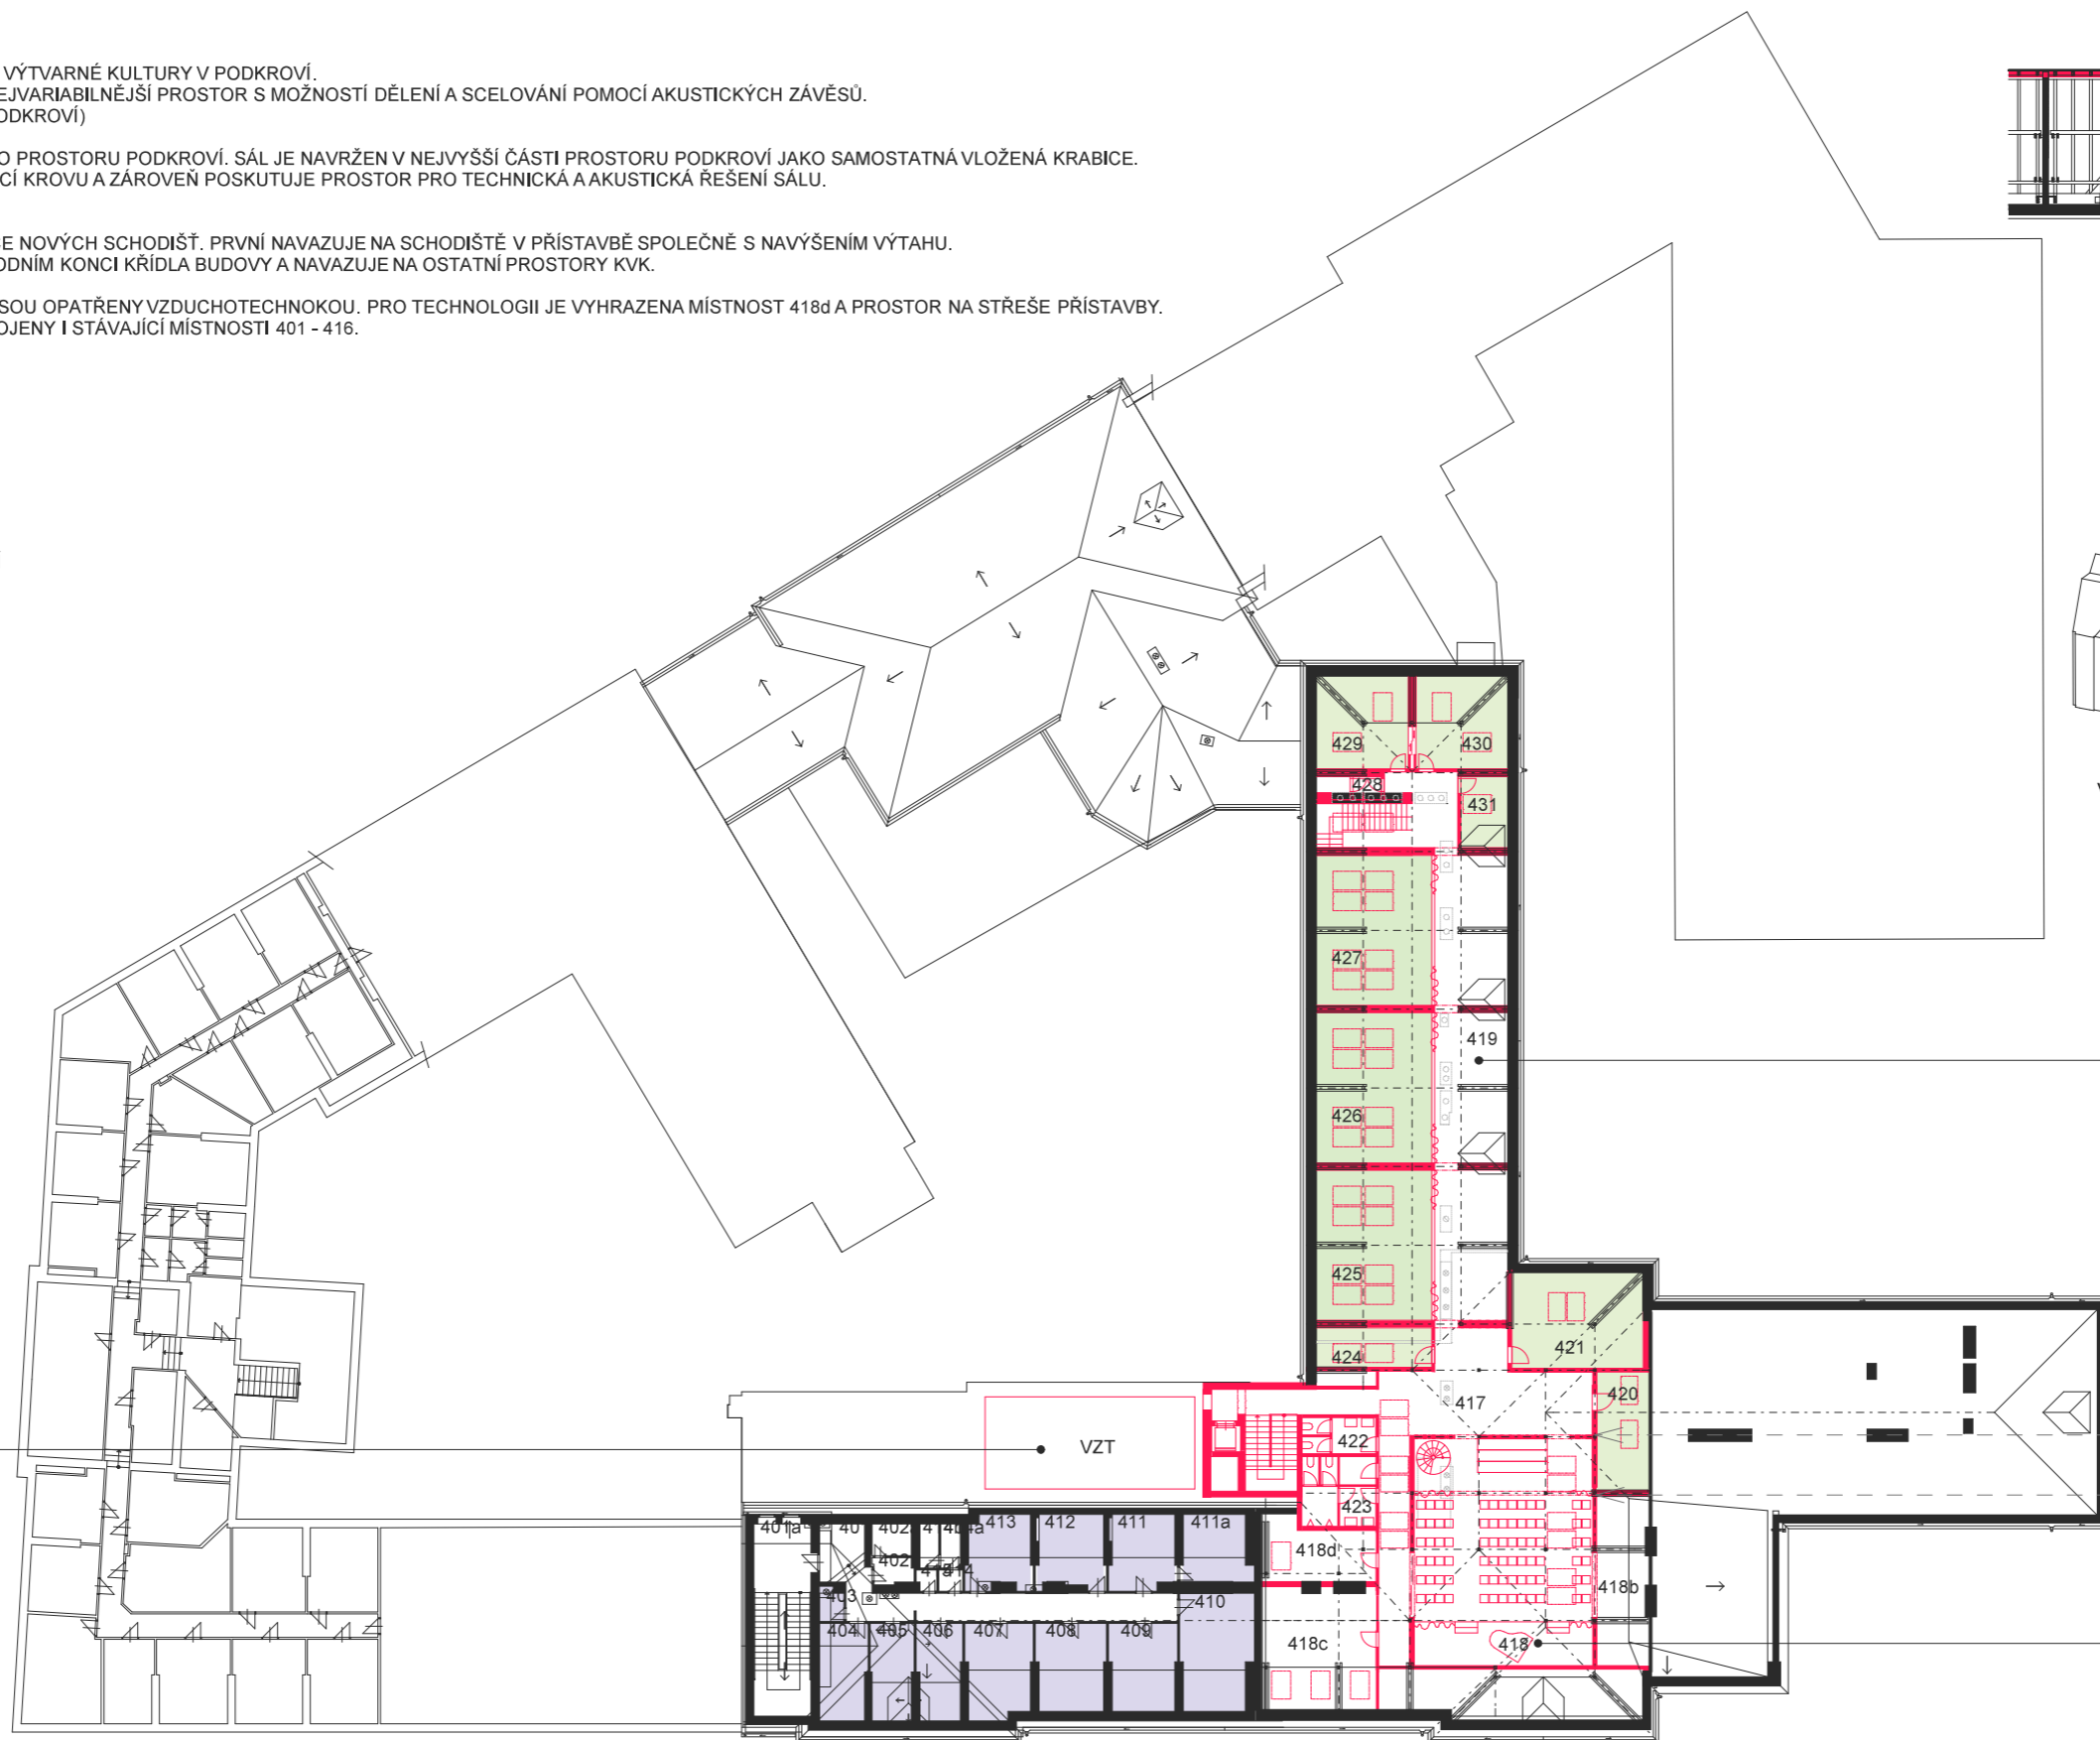 VÝTVARNÉ KULTURY V PODKROVÍ.
EJVARIABILNĚJŠÍ PROSTOR S MOŽNOSTÍ DĚLENÍ A SCELOVÁNÍ POMOCÍ AKUSTICKÝCH ZÁVĚSŮ.
ODKROVÍ)
O PROSTORU PODKROVÍ. SÁL JE NAVRŽEN V NEJVYŠŠÍ ČÁSTI PROSTORU PODKROVÍ JAKO SAMOSTATNÁ VLOŽENÁ KRABICE.
CÍ KROVU A ZÁROVEŇ POSKUTUJE PROSTOR PRO TECHNICKÁ A AKUSTICKÁ ŘEŠENÍ SÁLU.
E NOVÝCH SCHODIŠŤ. PRVNÍ NAVAZUJE NA SCHODIŠTĚ V PŘÍSTAVBĚ SPOLEČNĚ S NAVÝŠENÍM VÝTAHU.
ODNÍM KONCI KŘÍDLA BUDOVY A NAVAZUJE NA OSTATNÍ PROSTORY KVK.
SOU OPATŘENY VZDUCHOTECHNOKOU. PRO TECHNOLOGII JE VYHRAZENA MÍSTNOST 418d A PROSTOR NA STŘEŠE PŘÍSTAVBY.
OJENY I STÁVAJÍCÍ MÍSTNOSTI 401 - 416.
429
430
428
431
427
419
426
425
424
421
420
417
VZT
422
423
401a
413
412
411
411a
418d
402
414
403
410
418b
404
405
406
407
408
409
418c
418